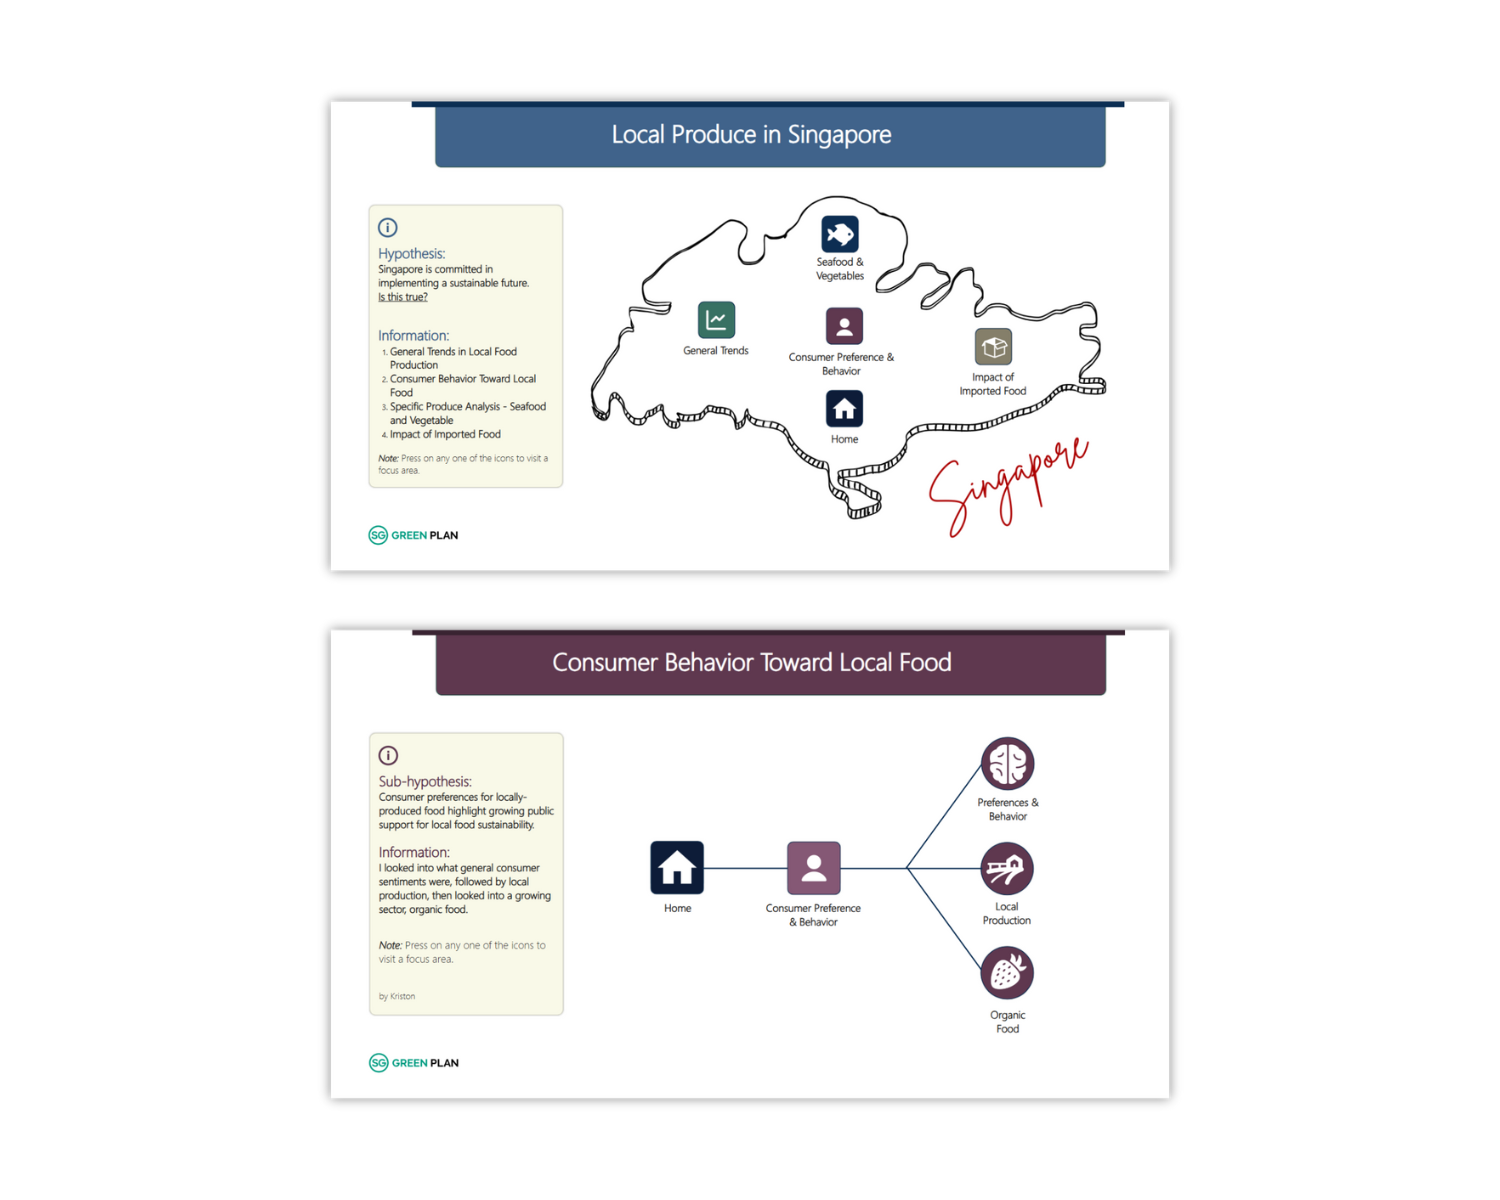 Local Produce in Singapore
Hypothesis:
Singapore is committed in
implementing a sustainable future.
Is this true?
Information:
1. General Trends in Local Food
Production
2. Consumer Behavior Toward Local
Food
3. Specific Produce Analysis - Seafood
and Vegetable
4. Impact of Imported Food
Note: Press on any one of the icons to visit a
focus area.
Seafood &
Vegetables
General Trends
Consumer Preference &
Behavior
Impact of
Imported Food
Home
Singapore
SG GREEN PLAN
Consumer Behavior Toward Local Food
Sub-hypothesis:
Consumer preferences for locally-
produced food highlight growing public
support for local food sustainability.
Information:
I looked into what general consumer
sentiments were, followed by local
production, then looked into a growing
sector, organic food.
Note: Press on any one of the icons to
visit a focus area.
by Kriston
Home
Consumer Preference
& Behavior
Preferences &
Behavior
Local
Production
Organic
Food
SG GREEN PLAN